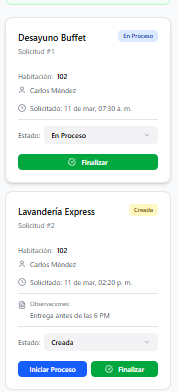 Desayuno Buffet
En Proceso
Solicitud #1
Habitación: 102
Carlos Méndez
Solicitado: 11 de mar, 07:30 a. m.
Estado: En Proceso
Finalizar
Lavandería Express
Creada
Solicitud #2
Habitación: 102
Carlos Méndez
Solicitado: 11 de mar, 02:20 p. m.
Observaciones:
Entrega antes de las 6 PM
Estado: Creada
Iniciar Proceso Finalizar